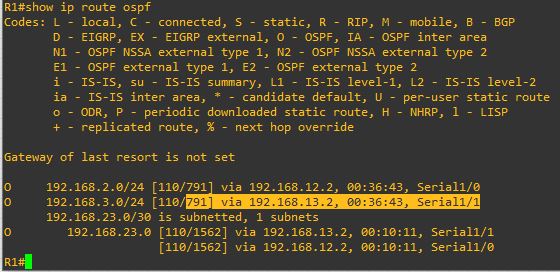 R1#show ip route ospf
Codes: L - local, C - connected, S - static, R - RIP, M - mobile, B - BGP
D - EIGRP, EX - EIGRP external, O - OSPF, IA - OSPF inter area
N1 - OSPF NSSA external type 1, N2 - OSPF NSSA external type 2
E1 - OSPF external type 1, E2 - OSPF external type 2
i - IS-IS, su - IS-IS summary, L1 - IS-IS level-1, L2 - IS-IS level-2
ia - IS-IS inter area, * - candidate default, U - per-user static route
o - ODR, P - periodic downloaded static route, H - NHRP, l - LISP
+ - replicated route, % - next hop override
Gateway of last resort is not set
O 192.168.2.0/24 [110/791] via 192.168.12.2, 00:36:43, Serial1/0
O 192.168.3.0/24 [110/791] via 192.168.13.2, 00:36:43, Serial1/1
192.168.23.0/30 is subnetted, 1 subnets
O 192.168.23.0 [110/1562] via 192.168.13.2, 00:10:11, Serial1/1
[110/1562] via 192.168.12.2, 00:10:11, Serial1/0
R1#